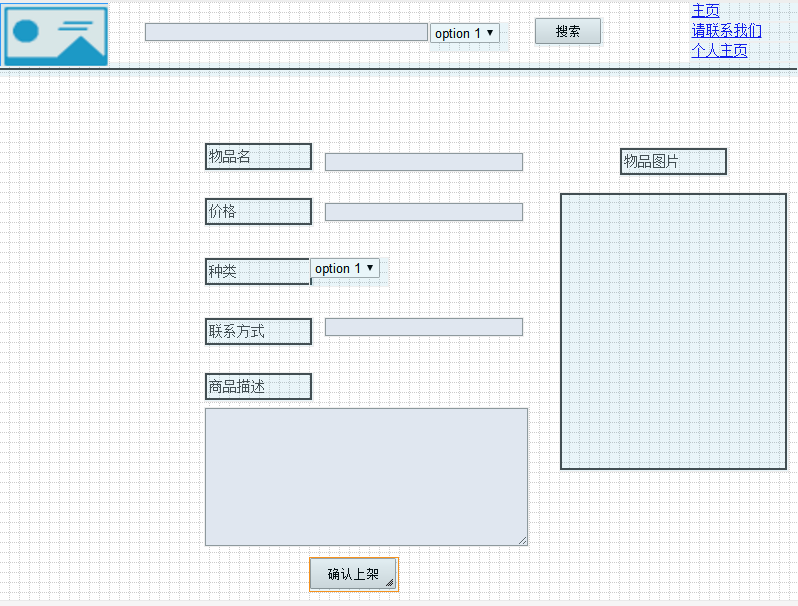 主页
option 1
搜索
请联系我们
个人主页
物品名
物品图片
价格
种类
option 1
联系方式
商品描述
确认上架